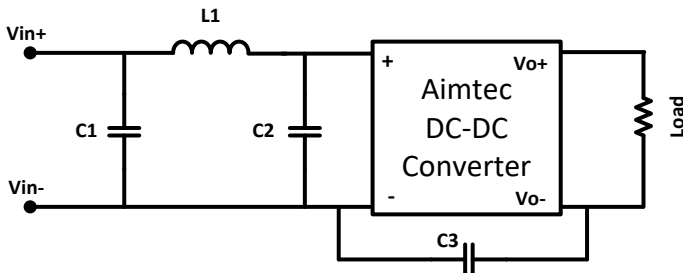 L1
Vin+
+
Vo+
Aimtec
DC-DC
Converter
C1
C2
Load
Vin-
-
Vo-
C3